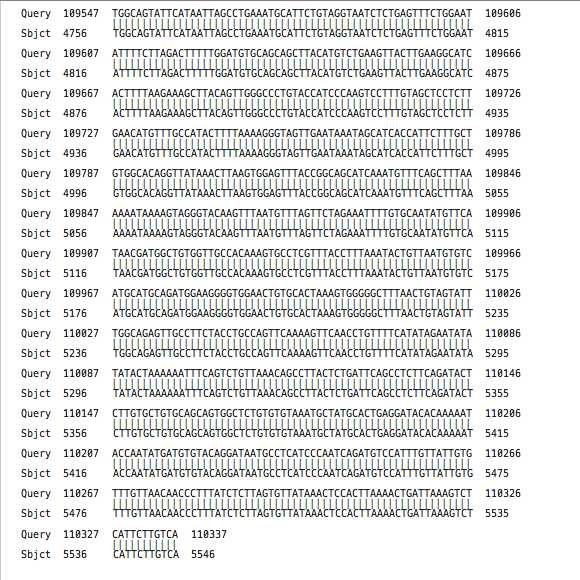 Query 109547 TGGCAGTATTCATAATTAGCCTGAAATGCATTCTGTAGGTAATCTCTGAGTTTCTGGAAT 109606
Sbjct 4756 TGGCAGTATTCATAATTAGCCTGAAATGCATTCTGTAGGTAATCTCTGAGTTTCTGGAAT 4815
Query 109607 ATTTTCTTAGACTTTTTGGATGTGCAGCAGCTTACATGTCTGAAGTTACTTGAAGGCATC 109666
Sbjct 4816 ATTTTCTTAGACTTTTTGGATGTGCAGCAGCTTACATGTCTGAAGTTACTTGAAGGCATC 4875
Query 109667 ACTTTTAAGAAAGCTTACAGTTGGGCCCTGTACCATCCCAAGTCCTTTGTAGCTCCTCTT 109726
Sbjct 4876 ACTTTTAAGAAAGCTTACAGTTGGGCCCTGTACCATCCCAAGTCCTTTGTAGCTCCTCTT 4935
Query 109727 GAACATGTTTGCCATACTTTTAAAAGGGTAGTTGAATAAATAGCATCACCATTCTTTGCT 109786
Sbjct 4936 GAACATGTTTGCCATACTTTTAAAAGGGTAGTTGAATAAATAGCATCACCATTCTTTGCT 4995
Query 109787 GTGGCACAGGTTATAAACTTAAGTGGAGTTTACCGGCAGCATCAAATGTTTCAGCTTTAA 109846
Sbjct 4996 GTGGCACAGGTTATAAACTTAAGTGGAGTTTACCGGCAGCATCAAATGTTTCAGCTTTAA 5055
Query 109847 AAAATAAAAGTAGGGTACAAGTTTAATGTTTAGTTCTAGAAATTTTGTGCAATATGTTCA 109906
Sbjct 5056 AAAATAAAAGTAGGGTACAAGTTTAATGTTTAGTTCTAGAAATTTTGTGCAATATGTTCA 5115
Query 109907 TAACGATGGCTGTGGTTGCCACAAAGTGCCTCGTTTACCTTTAAATACTGTTAATGTGTC 109966
Sbjct 5116 TAACGATGGCTGTGGTTGCCACAAAGTGCCTCGTTTACCTTTAAATACTGTTAATGTGTC 5175
Query 109967 ATGCATGCAGATGGAAGGGGTGGAACTGTGCACTAAAGTGGGGGCTTTAACTGTAGTATT 110026
Sbjct 5176 ATGCATGCAGATGGAAGGGGTGGAACTGTGCACTAAAGTGGGGGCTTTAACTGTAGTATT 5235
Query 110027 TGGCAGAGTTGCCTTCTACCTGCCAGTTCAAAAGTTCAACCTGTTTTCATATAGAATATA 110086
Sbjct 5236 TGGCAGAGTTGCCTTCTACCTGCCAGTTCAAAAGTTCAACCTGTTTTCATATAGAATATA 5295
Query 110087 TATACTAAAAAATTTCAGTCTGTTAAACAGCCTTACTCTGATTCAGCCTCTTCAGATACT 110146
Sbjct 5296 TATACTAAAAAATTTCAGTCTGTTAAACAGCCTTACTCTGATTCAGCCTCTTCAGATACT 5355
Query 110147 CTTGTGCTGTGCAGCAGTGGCTCTGTGTGTAAATGCTATGCACTGAGGATACACAAAAAT 110206
Sbjct 5356 CTTGTGCTGTGCAGCAGTGGCTCTGTGTGTAAATGCTATGCACTGAGGATACACAAAAAT 5415
Query 110207 ACCAATATGATGTGTACAGGATAATGCCTCATCCCAATCAGATGTCCATTTGTTATTGTG 110266
Sbjct 5416 ACCAATATGATGTGTACAGGATAATGCCTCATCCCAATCAGATGTCCATTTGTTATTGTG 5475
Query 110267 TTTGTTAACAACCCTTTATCTCTTAGTGTTATAAACTCCACTTAAAACTGATTAAAGTCT 110326
Sbjct 5476 TTTGTTAACAACCCTTTATCTCTTAGTGTTATAAACTCCACTTAAAACTGATTAAAGTCT 5535
Query 110327 CATTCTTGTCA 110337
Sbjct 5536 CATTCTTGTCA 5546